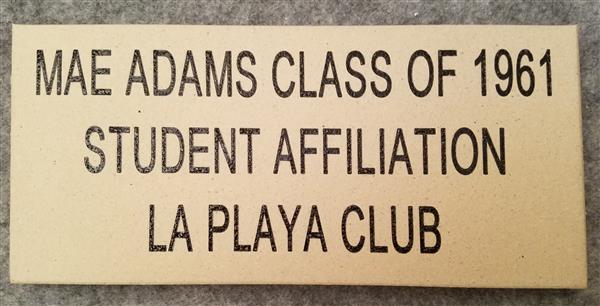 MAE ADAMS CLASS OF 1961
STUDENT AFFILIATION
LA PLAYA CLUB